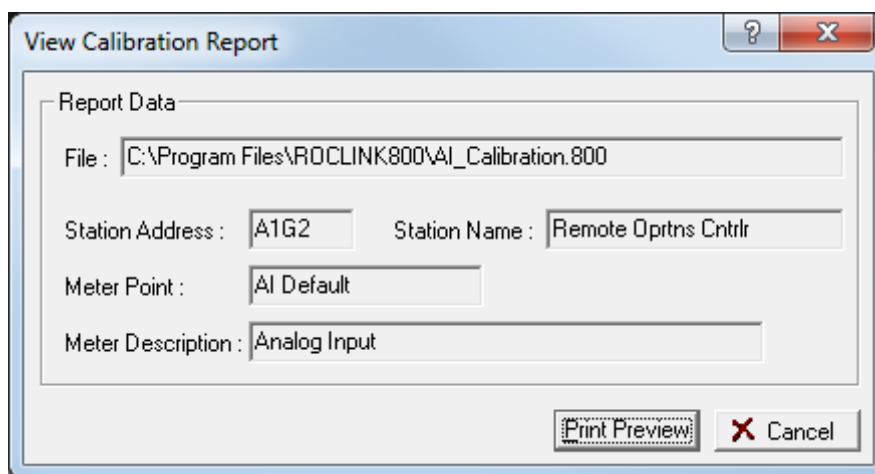 View Calibration Report
?
Report Data
File : C:\Program Files\ROCLINK800\AI_Calibration.800
Station Address : A1G2 Station Name : Remote Oprtns Cntrlr
Meter Point : AI Default
Meter Description : Analog Input
Print Preview Cancel